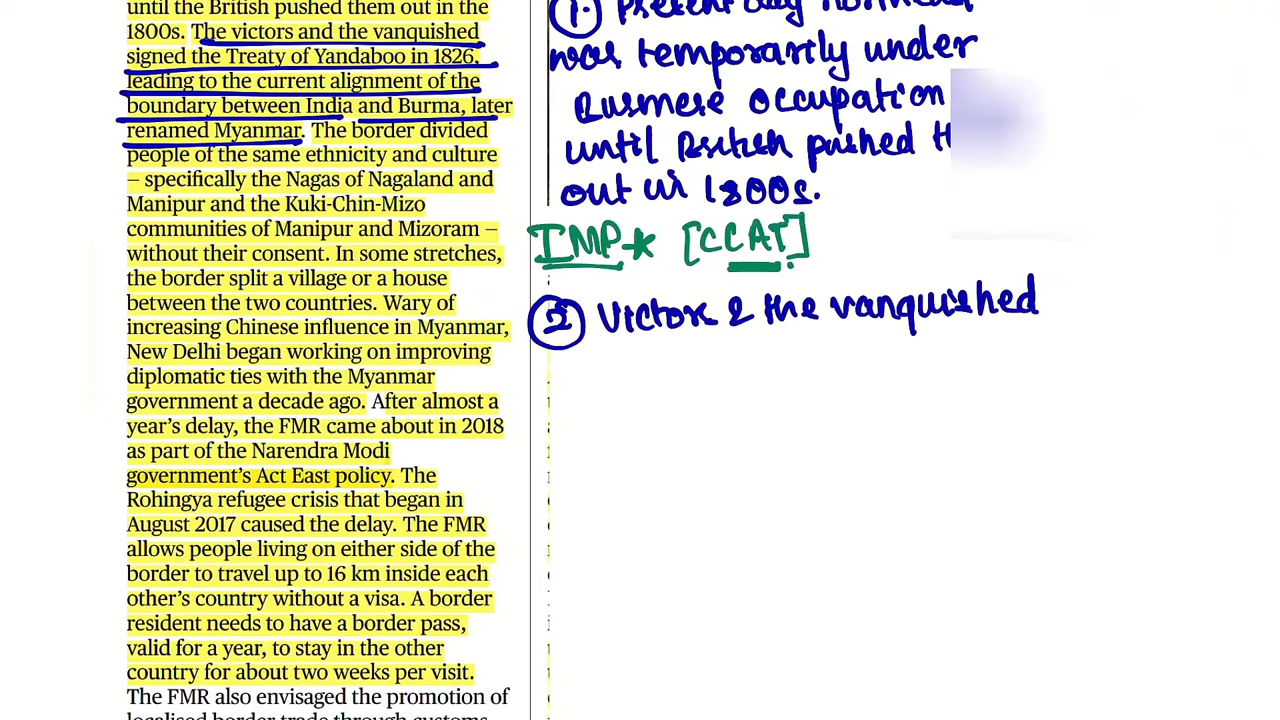 until the British pushed them out in the
1800s. The victors and the vanquished
signed the Treaty of Yandaboo in 1826,
leading to the current alignment of the
boundary between India and Burma, later
renamed Myanmar. The border divided
people of the same ethnicity and culture
– specifically the Nagas of Nagaland and
Manipur and the Kuki-Chin-Mizo
communities of Manipur and Mizoram –
without their consent. In some stretches,
the border split a village or a house
between the two countries. Wary of
increasing Chinese influence in Myanmar,
New Delhi began working on improving
diplomatic ties with the Myanmar
government a decade ago. After almost a
year's delay, the FMR came about in 2018
as part of the Narendra Modi
government's Act East policy. The
Rohingya refugee crisis that began in
August 2017 caused the delay. The FMR
allows people living on either side of the
border to travel up to 16 km inside each
other's country without a visa. A border
resident needs to have a border pass,
valid for a year, to stay in the other
country for about two weeks per visit.
The FMR also envisaged the promotion of
localised border trade through customs
1. Present day
was temporarily under
Burmese occupation
until British pushed
out in 1800s.
IMP* [CCAT]
2 Victors & the vanquished